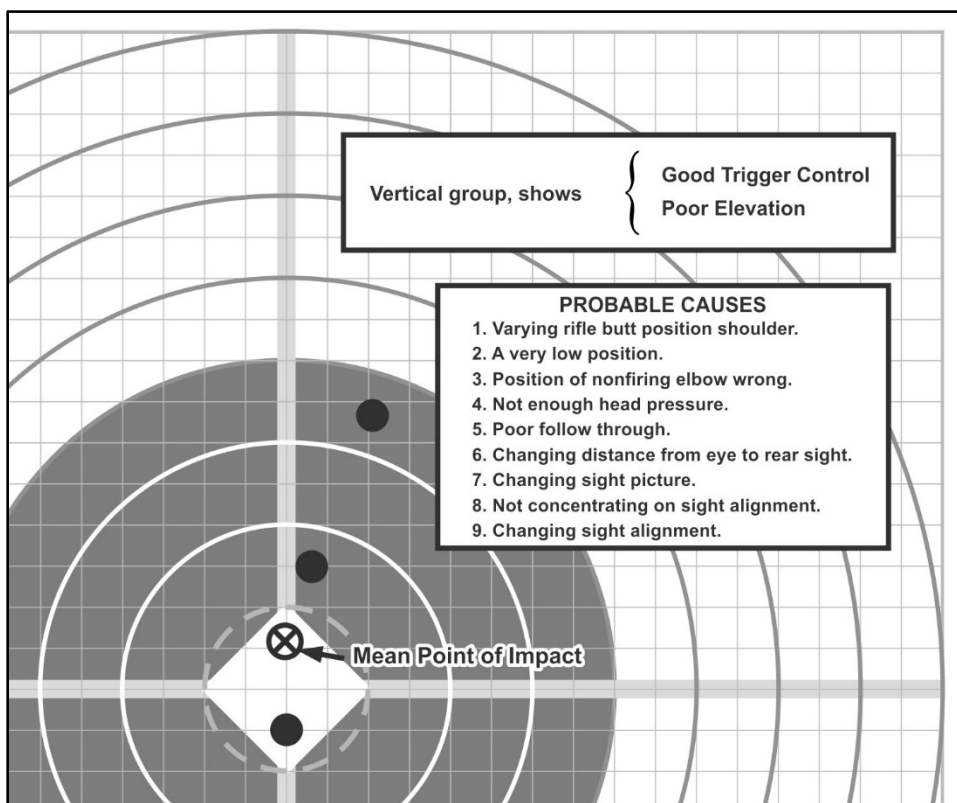 Vertical group, shows
Good Trigger Control
Poor Elevation
PROBABLE CAUSES
1. Varying rifle butt position shoulder.
2. A very low position.
3. Position of nonfiring elbow wrong.
4. Not enough head pressure.
5. Poor follow through.
6. Changing distance from eye to rear sight.
7. Changing sight picture.
8. Not concentrating on sight alignment.
9. Changing sight alignment.
Mean Point of Impact